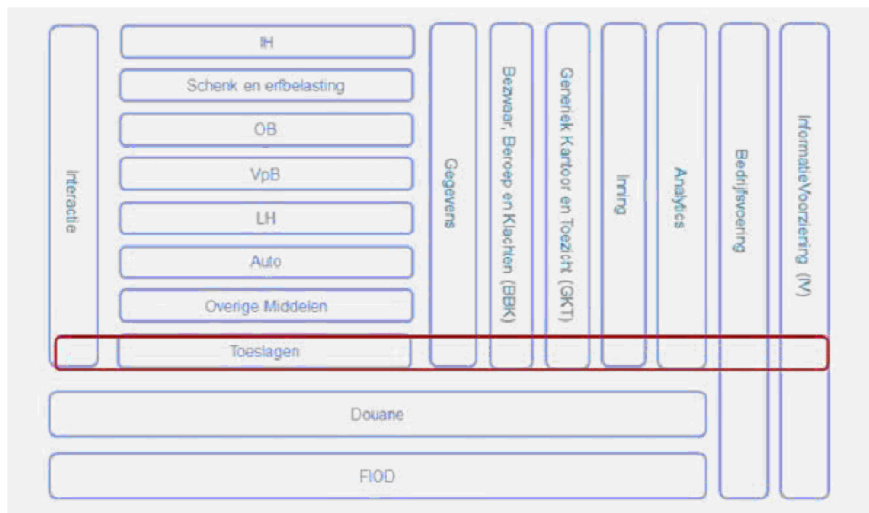 Interactie
IH
Schenk en erfbelasting
OB
VpB
LH
Auto
Overige Middelen
Toeslagen
Gegevens
Bezwaar, Beroep en Klachten (BBK)
Generiek Kantoor en Toezicht (GKT)
Inning
Analytics
Bedrijfsvoering
InformatieVoorziening (IV)
Douane
FIOD